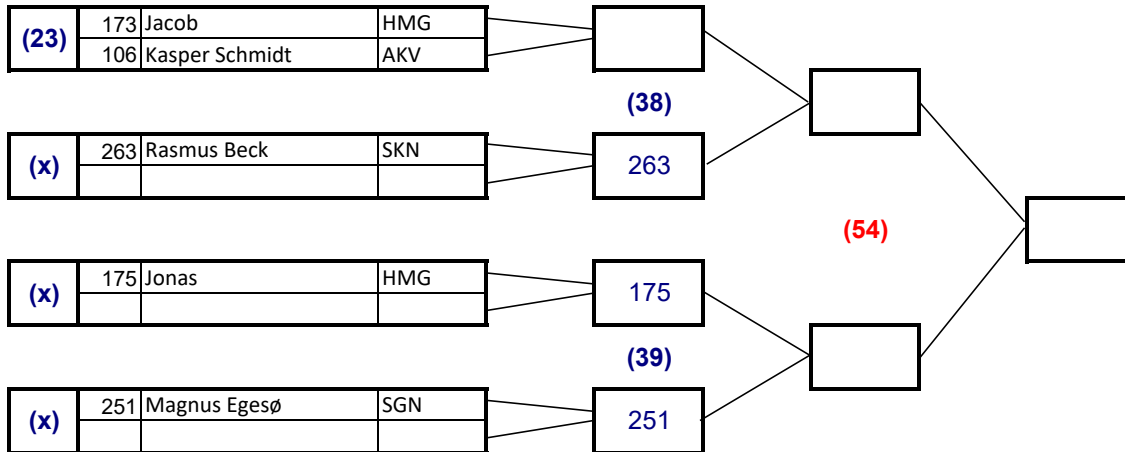 (23) 173 Jacob HMG
106 Kasper Schmidt AKV
(38)
(x) 263 Rasmus Beck SKN 263
(54)
(x) 175 Jonas HMG 175
(39)
(x) 251 Magnus Egesø SGN 251